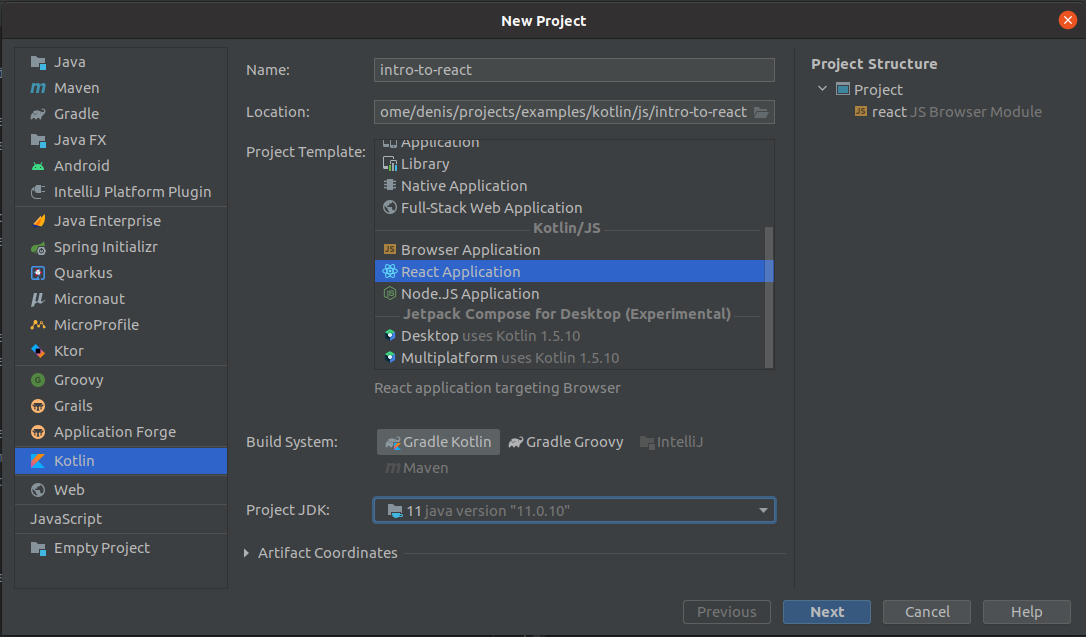 New Project
Java
Maven
Gradle
Java FX
Android
IntelliJ Platform Plugin
Java Enterprise
Spring Initializr
Quarkus
Micronaut
MicroProfile
Ktor
Groovy
Grails
Application Forge
Kotlin
Web
JavaScript
Empty Project
Name: intro-to-react
Location: ome/denis/projects/examples/kotlin/js/intro-to-react
Project Template:
Application
Library
Native Application
Full-Stack Web Application
Kotlin/JS
JS Browser Application
React Application
Node.JS Application
Jetpack Compose for Desktop (Experimental)
Desktop uses Kotlin 1.5.10
Multiplatform uses Kotlin 1.5.10
React application targeting Browser
Build System: Gradle Kotlin Gradle Groovy IntelliJ
Maven
Project JDK: 11 java version "11.0.10"
Artifact Coordinates
Project Structure
Project
JS react JS Browser Module
Previous Next Cancel Help